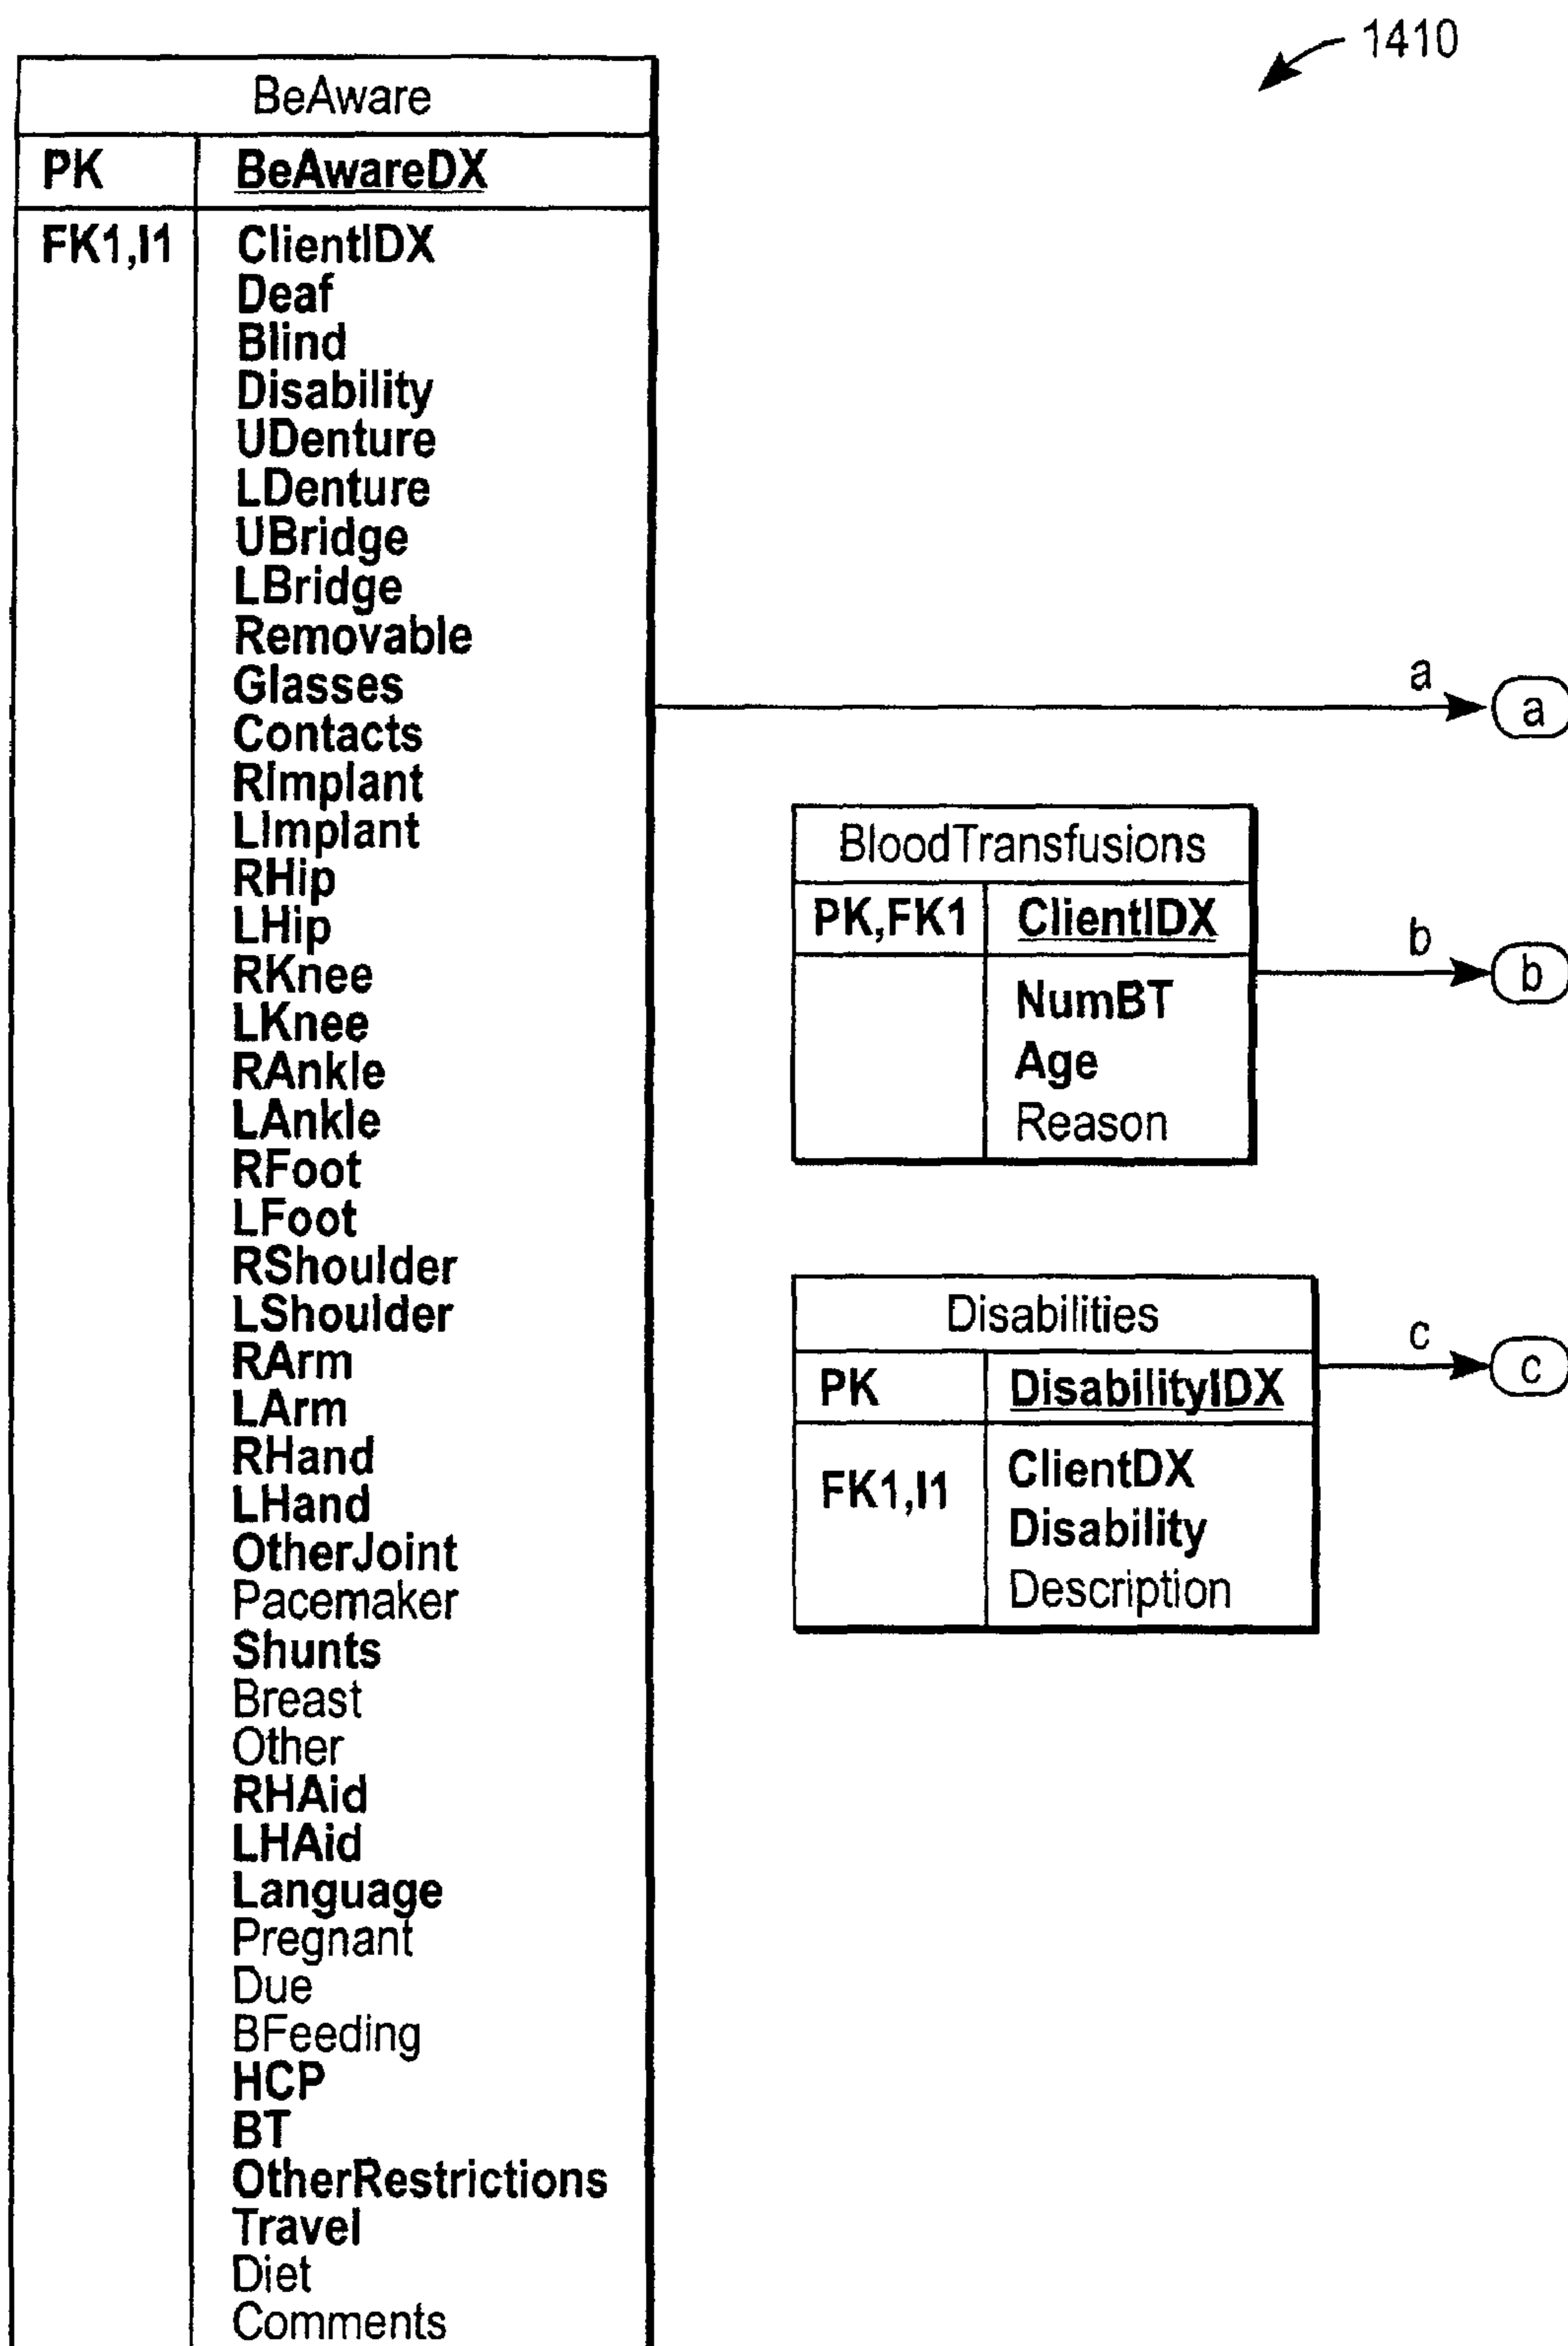 1410
BeAware
PK BeAwareDX
FK1,I1 ClientIDX
Deaf
Blind
Disability
UDenture
LDenture
UBridge
LBridge
Removable
Glasses
Contacts
RImplant
LImplant
RHip
LHip
RKnee
LKnee
RAnkle
LAnkle
RFoot
LFoot
RShoulder
LShoulder
RArm
LArm
RHand
LHand
OtherJoint
Pacemaker
Shunts
Breast
Other
RHAid
LHAid
Language
Pregnant
Due
BFeeding
HCP
BT
OtherRestrictions
Travel
Diet
Comments
a
a
BloodTransfusions
PK,FK1 ClientIDX
NumBT
Age
Reason
b
b
Disabilities
PK DisabilityIDX
FK1,I1 ClientDX
Disability
Description
c
c